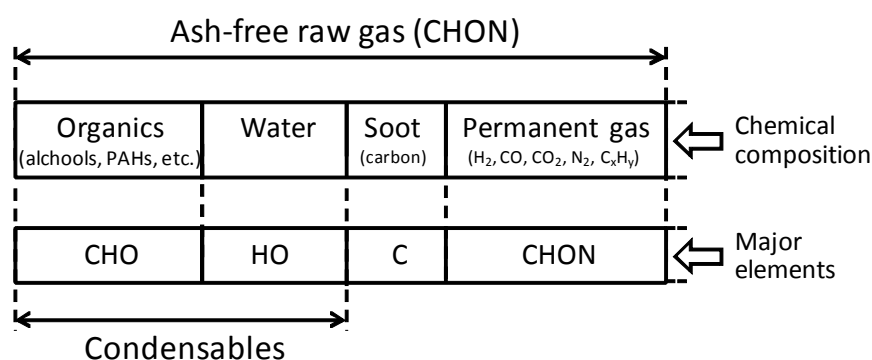 Ash-free raw gas (CHON)
Organics
(alchools, PAHs, etc.)
Water
Soot
(carbon)
Permanent gas
(H₂, CO, CO₂, N₂, CₓHᵧ)
Chemical
composition
CHO
HO
C
CHON
Major
elements
Condensables